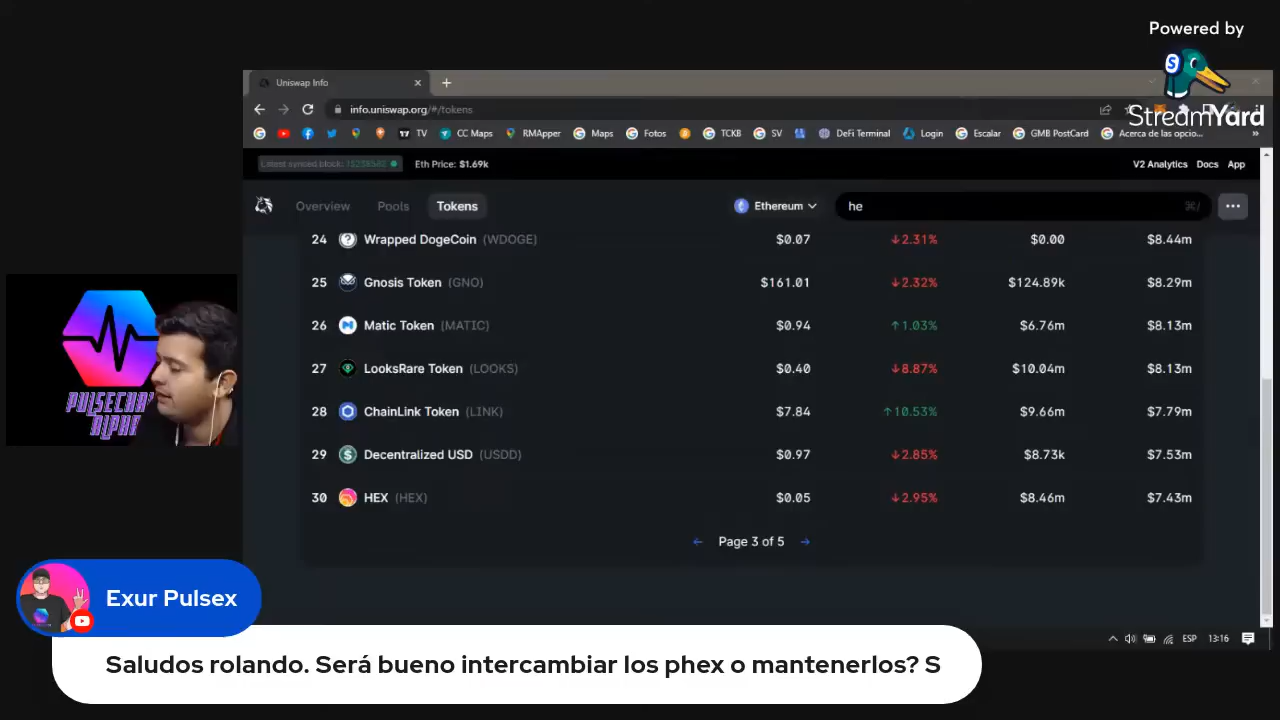 Powered by
StreamYard
Uniswap Info
info.uniswap.org/#/tokens
TV CC Maps RMApper Maps Fotos TCKB SV DeFi Terminal Login Escalar GMB PostCard Acerca de las opcio...
Latest synced block: Eth Price: $1.69k V2 Analytics Docs App
Overview Pools Tokens Ethereum he
24 Wrapped DogeCoin (WDOGE) $0.07 ↓2.31% $0.00 $8.44m
25 Gnosis Token (GNO) $161.01 ↓2.32% $124.89k $8.29m
26 Matic Token (MATIC) $0.94 ↑1.03% $6.76m $8.13m
27 LooksRare Token (LOOKS) $0.40 ↓8.87% $10.04m $8.13m
28 ChainLink Token (LINK) $7.84 ↑10.53% $9.66m $7.79m
29 Decentralized USD (USDD) $0.97 ↓2.85% $8.73k $7.53m
30 HEX (HEX) $0.05 ↓2.95% $8.46m $7.43m
← Page 3 of 5 →
ESP 13:16
Exur Pulsex
Saludos rolando. Será bueno intercambiar los phex o mantenerlos? S